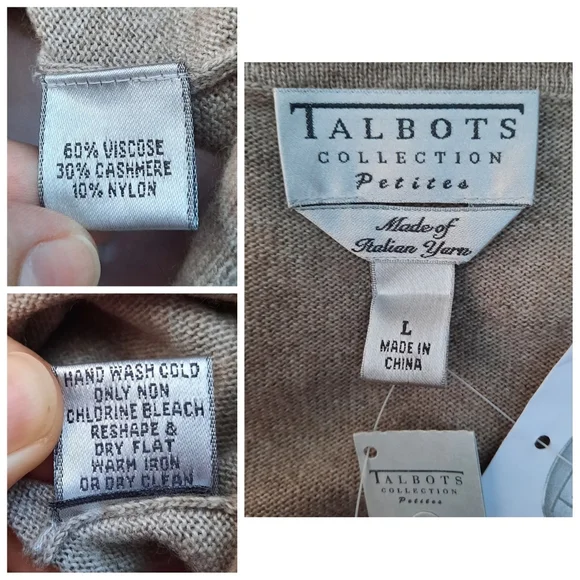 60% VISCOSE
30% CASHMERE
10% NYLON
HAND WASH COLD
ONLY NON
CHLORINE BLEACH
RESHAPE &
DRY FLAT
WARM IRON
OR DRY CLEAN
TALBOTS
COLLECTION
Petites
Made of
Italian Yarn
L
MADE IN
CHINA
TALBOTS
COLLECTION
Petites